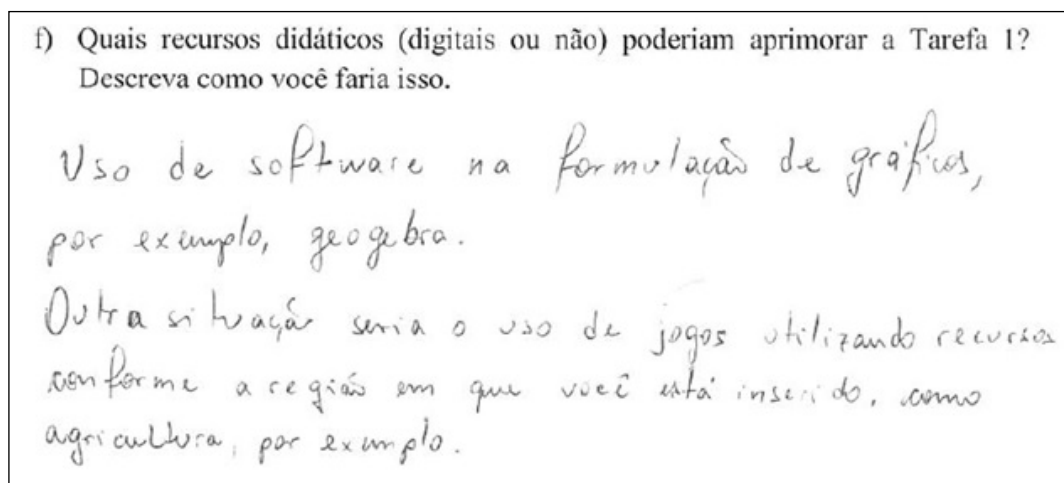 f) Quais recursos didáticos (digitais ou não) poderiam aprimorar a Tarefa 1?
Descreva como você faria isso.
Uso de software na formulação de gráficos,
por exemplo, geogebra.
Outra situação seria o uso de jogos utilizando recursos
conforme a região em que você está inserido, como
agricultura, por exemplo.